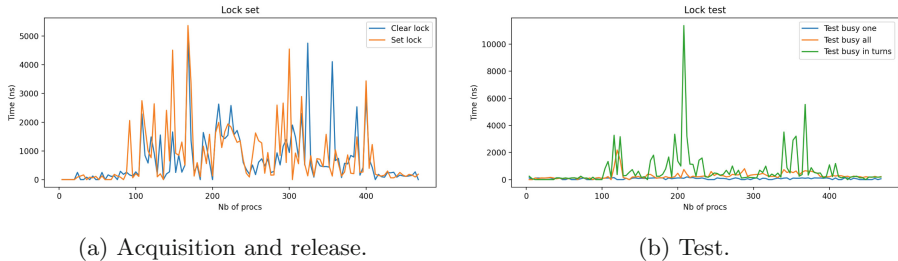 Lock set
Clear lock
Set lock
Time (ns)
5000
4000
3000
2000
1000
0
0
100
200
300
400
Nb of procs
(a) Acquisition and release.
Lock test
Test busy one
Test busy all
Test busy in turns
Time (ns)
10000
8000
6000
4000
2000
0
0
100
200
300
400
Nb of procs
(b) Test.